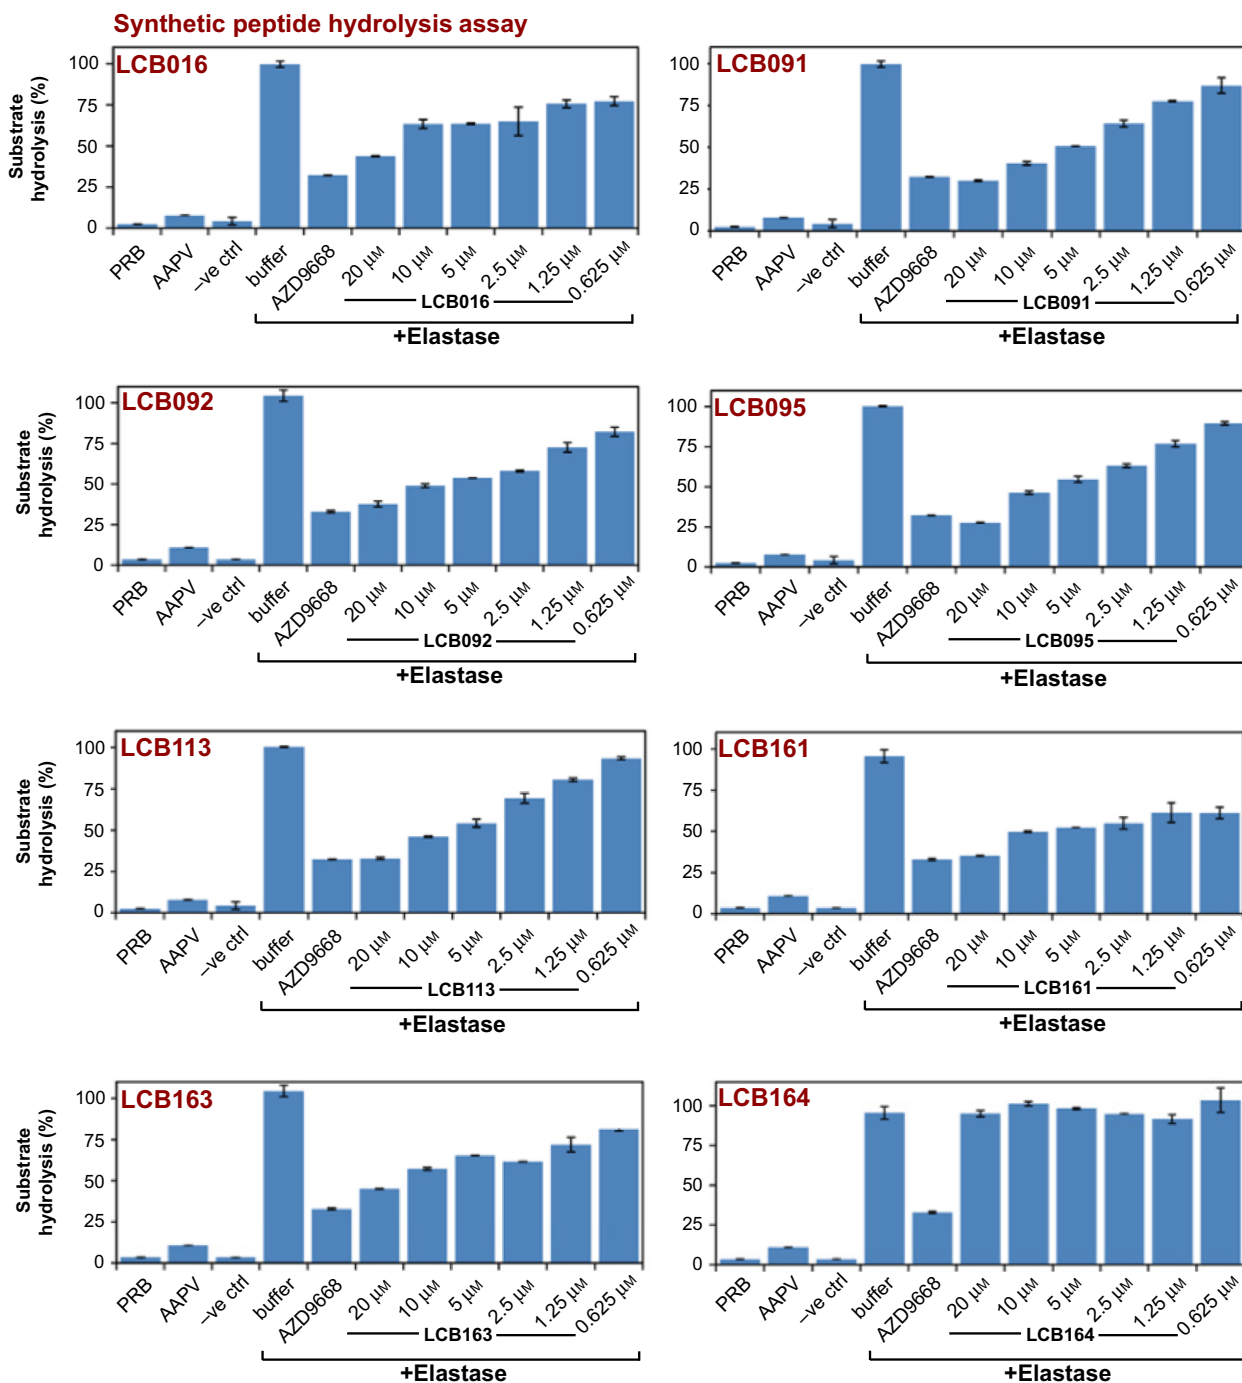 Synthetic peptide hydrolysis assay
LCB016
Substrate
hydrolysis (%)
100
75
50
25
0
PRB
AAPV
–ve ctrl
buffer
AZD9668
20 µM
10 µM
5 µM
2.5 µM
1.25 µM
0.625 µM
LCB016
+Elastase
LCB091
100
75
50
25
0
PRB
AAPV
–ve ctrl
buffer
AZD9668
20 µM
10 µM
5 µM
2.5 µM
1.25 µM
0.625 µM
LCB091
+Elastase
LCB092
Substrate
hydrolysis (%)
100
75
50
25
0
PRB
AAPV
–ve ctrl
buffer
AZD9668
20 µM
10 µM
5 µM
2.5 µM
1.25 µM
0.625 µM
LCB092
+Elastase
LCB095
100
75
50
25
0
PRB
AAPV
–ve ctrl
buffer
AZD9668
20 µM
10 µM
5 µM
2.5 µM
1.25 µM
0.625 µM
LCB095
+Elastase
LCB113
Substrate
hydrolysis (%)
100
75
50
25
0
PRB
AAPV
–ve ctrl
buffer
AZD9668
20 µM
10 µM
5 µM
2.5 µM
1.25 µM
0.625 µM
LCB113
+Elastase
LCB161
100
75
50
25
0
PRB
AAPV
–ve ctrl
buffer
AZD9668
20 µM
10 µM
5 µM
2.5 µM
1.25 µM
0.625 µM
LCB161
+Elastase
LCB163
Substrate
hydrolysis (%)
100
75
50
25
0
PRB
AAPV
–ve ctrl
buffer
AZD9668
20 µM
10 µM
5 µM
2.5 µM
1.25 µM
0.625 µM
LCB163
+Elastase
LCB164
100
75
50
25
0
PRB
AAPV
–ve ctrl
buffer
AZD9668
20 µM
10 µM
5 µM
2.5 µM
1.25 µM
0.625 µM
LCB164
+Elastase